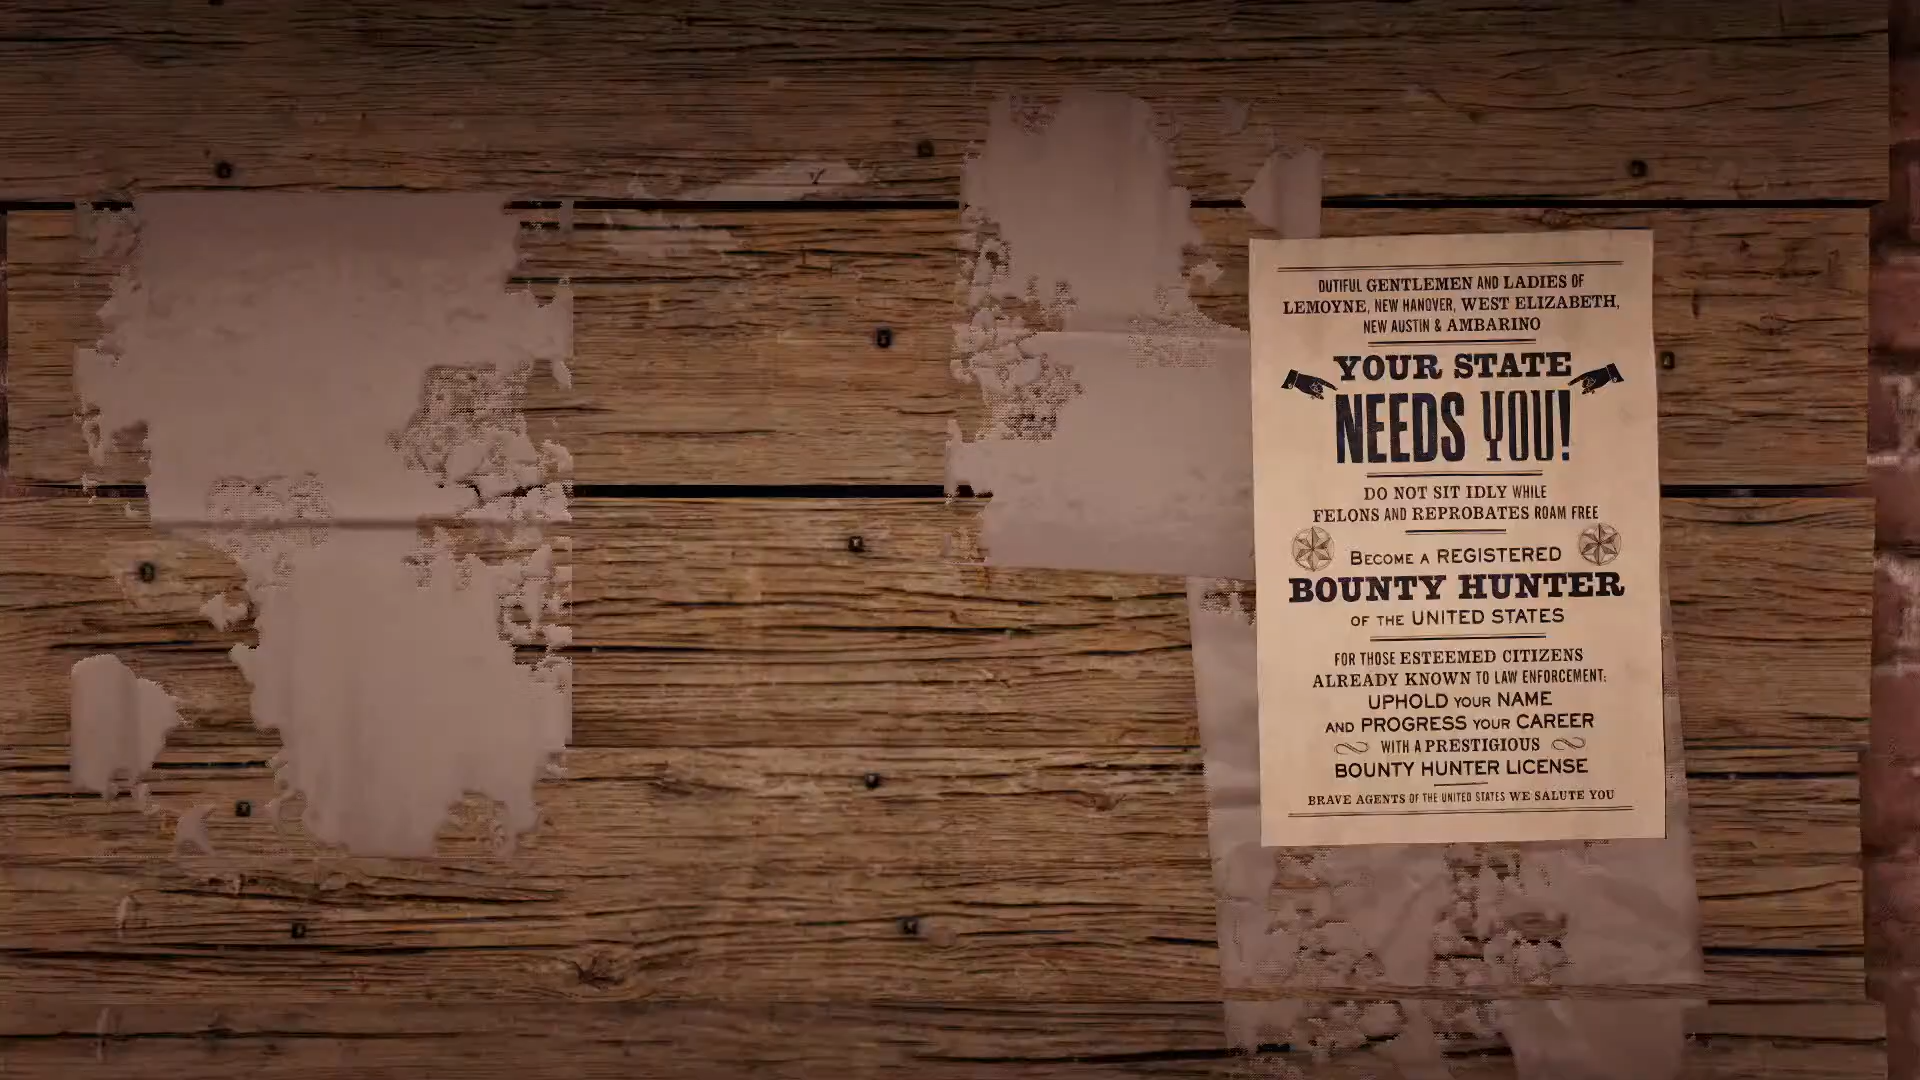 DUTIFUL GENTLEMEN AND LADIES OF
LEMOYNE, NEW HANOVER, WEST ELIZABETH,
NEW AUSTIN & AMBARINO
YOUR STATE
NEEDS YOU!
DO NOT SIT IDLY WHILE
FELONS AND REPROBATES ROAM FREE
BECOME A REGISTERED
BOUNTY HUNTER
OF THE UNITED STATES
FOR THOSE ESTEEMED CITIZENS
ALREADY KNOWN TO LAW ENFORCEMENT:
UPHOLD YOUR NAME
AND PROGRESS YOUR CAREER
WITH A PRESTIGIOUS
BOUNTY HUNTER LICENSE
BRAVE AGENTS OF THE UNITED STATES WE SALUTE YOU